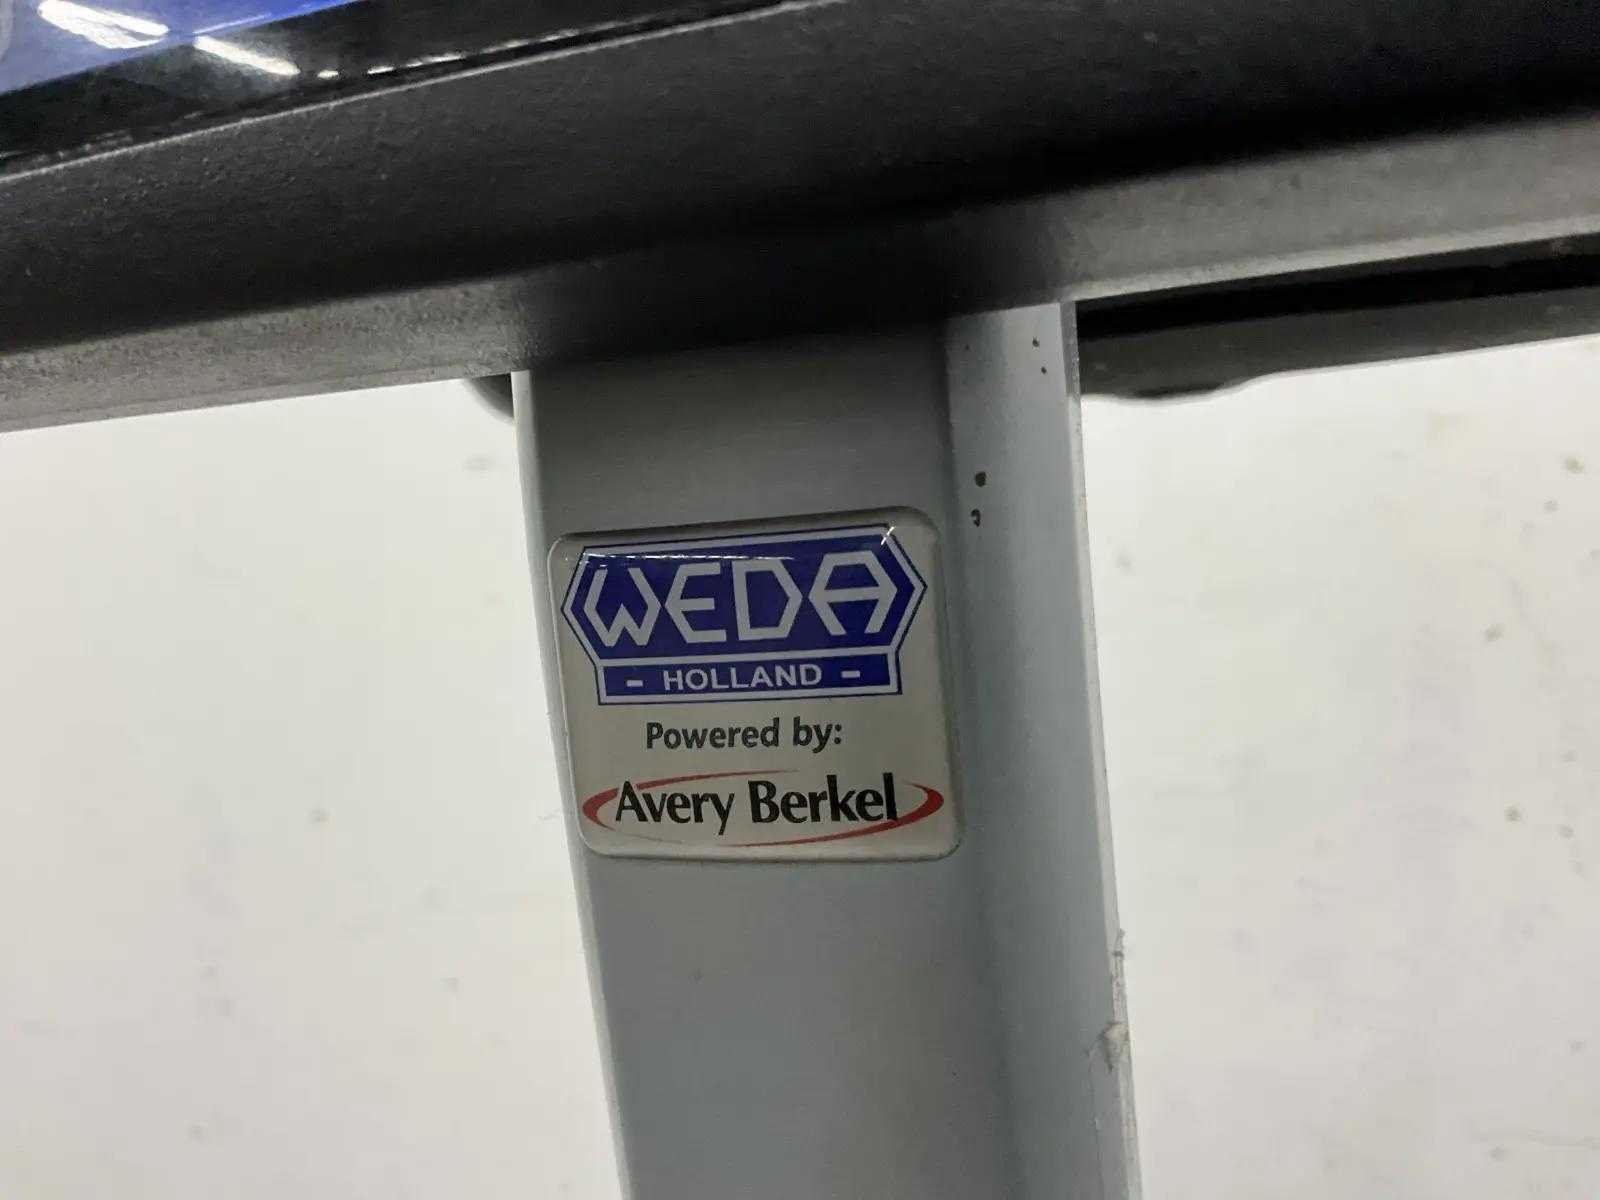 WEDA
- HOLLAND -
Powered by:
Avery Berkel